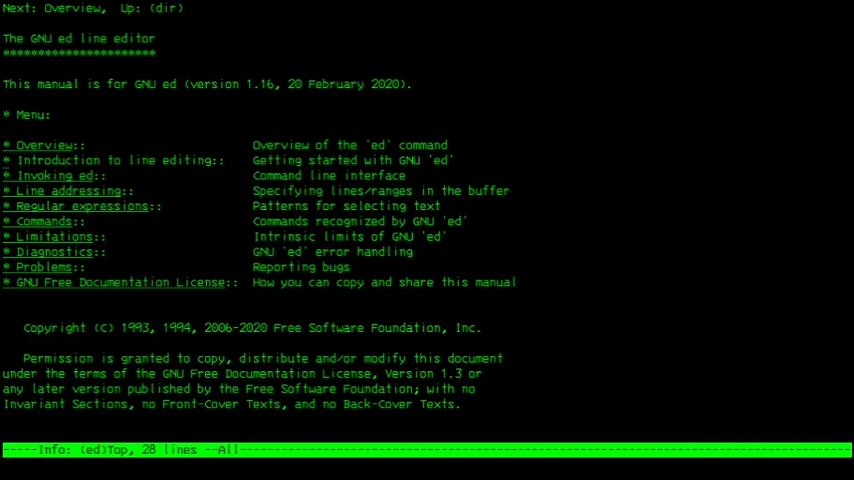 Next: Overview,  Up: (dir)
The GNU ed line editor
**********************
This manual is for GNU ed (version 1.16, 20 February 2020).
* Menu:
* Overview::                    Overview of the 'ed' command
* Introduction to line editing::    Getting started with GNU 'ed'
* Invoking ed::                 Command line interface
* Line addressing::             Specifying lines/ranges in the buffer
* Regular expressions::         Patterns for selecting text
* Commands::                    Commands recognized by GNU 'ed'
* Limitations::                 Intrinsic limits of GNU 'ed'
* Diagnostics::                 GNU 'ed' error handling
* Problems::                    Reporting bugs
* GNU Free Documentation License::  How you can copy and share this manual
Copyright (C) 1993, 1994, 2006-2020 Free Software Foundation, Inc.
Permission is granted to copy, distribute and/or modify this document
under the terms of the GNU Free Documentation License, Version 1.3 or
any later version published by the Free Software Foundation; with no
Invariant Sections, no Front-Cover Texts, and no Back-Cover Texts.
-----Info: (ed)Top, 28 lines --All----------------------------------------------------------------------------------------